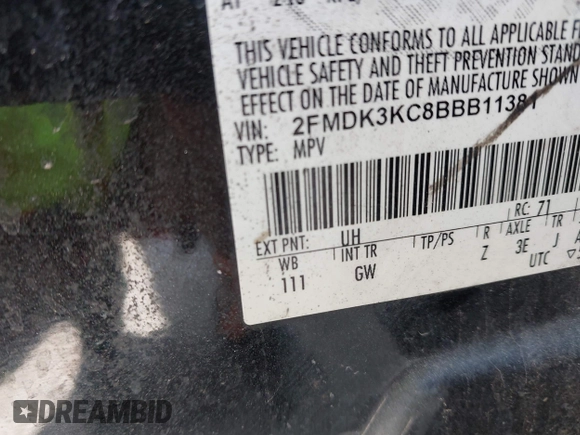 THIS VEHICLE CONFORMS TO ALL APPLICABLE
VEHICLE SAFETY AND THEFT PREVENTION
EFFECT ON THE DATE OF MANUFACTURE SHOWN
VIN: 2FMDK3KC8BBB11381
TYPE: MPV
RC: 71
EXT PNT: UH
WB INT TR TP/PS R AXLE TR
111 GW Z 3E J
UTC
DREAMBID